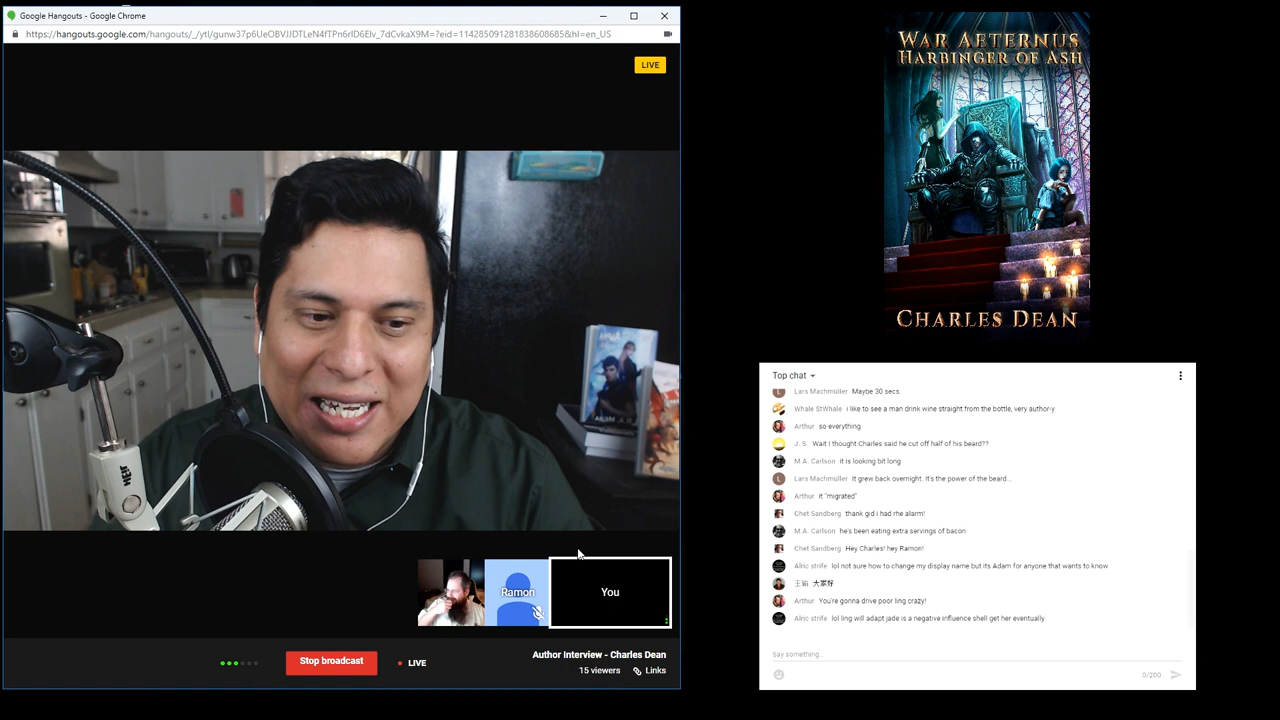 Google Hangouts - Google Chrome
https://hangouts.google.com/hangouts/_/ytl/gunw37p6UeOBVJJDTLeN4fTPn6rlD6Elv_7dCvkaX9M=?eid=114285091281838608685&hl=en_US
LIVE
Ramon
You
Stop broadcast
LIVE
Author Interview - Charles Dean
15 viewers
Links
WAR AETERNUS
HARBINGER OF ASH
CHARLES DEAN
Top chat
Lars Machmüller Maybe 30 secs.
Whale StWhale i like to see a man drink wine straight from the bottle, very author-y
Arthur so everything
J. S. Wait I thought Charles said he cut off half of his beard??
M.A. Carlson it is looking bit long
Lars Machmüller It grew back overnight. It's the power of the beard...
Arthur it "migrated"
Chet Sandberg thank gid i had rhe alarm!
M.A. Carlson he's been eating extra servings of bacon
Chet Sandberg Hey Charles! hey Ramon!
Alric strife lol not sure how to change my display name but its Adam for anyone that wants to know
大家好
Arthur You're gonna drive poor ling crazy!
Alric strife lol ling will adapt jade is a negative influence shell get her eventually
Say something...
0/200